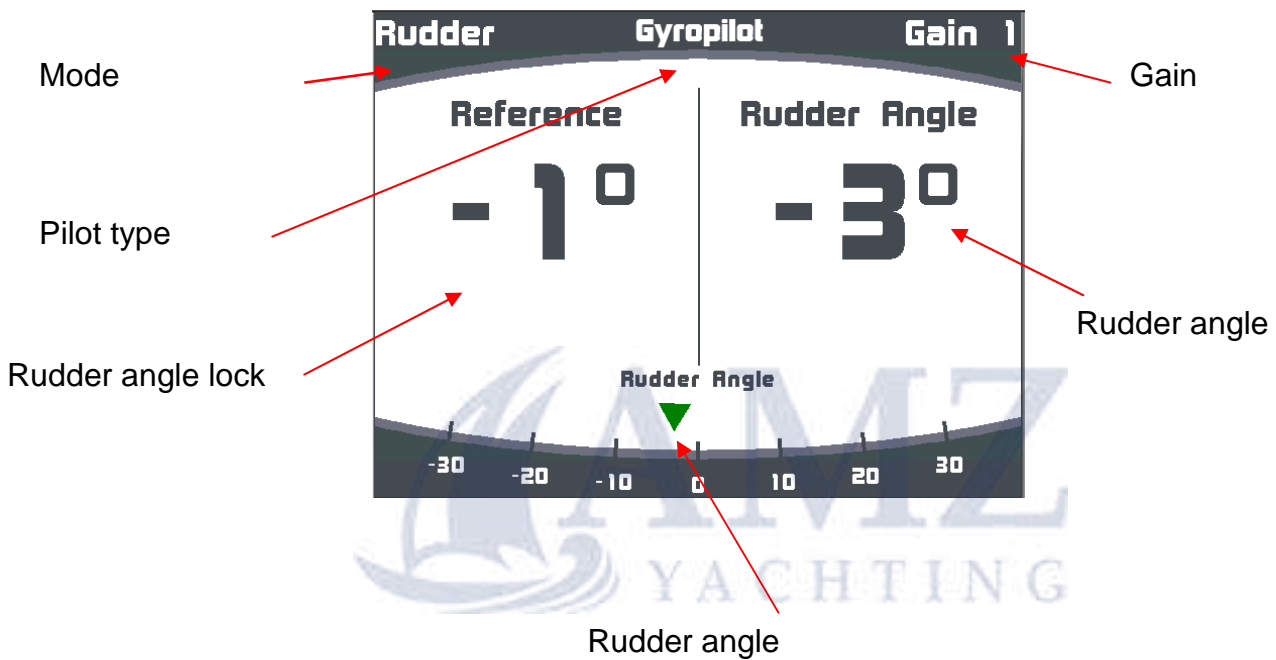 Rudder Gyropilot Gain 1
Mode
Gain
Reference
Rudder Angle
-1°
-3°
Pilot type
Rudder angle
Rudder angle lock
Rudder Angle
-30 -20 -10 0 10 20 30
AMZ
YACHTING
Rudder angle